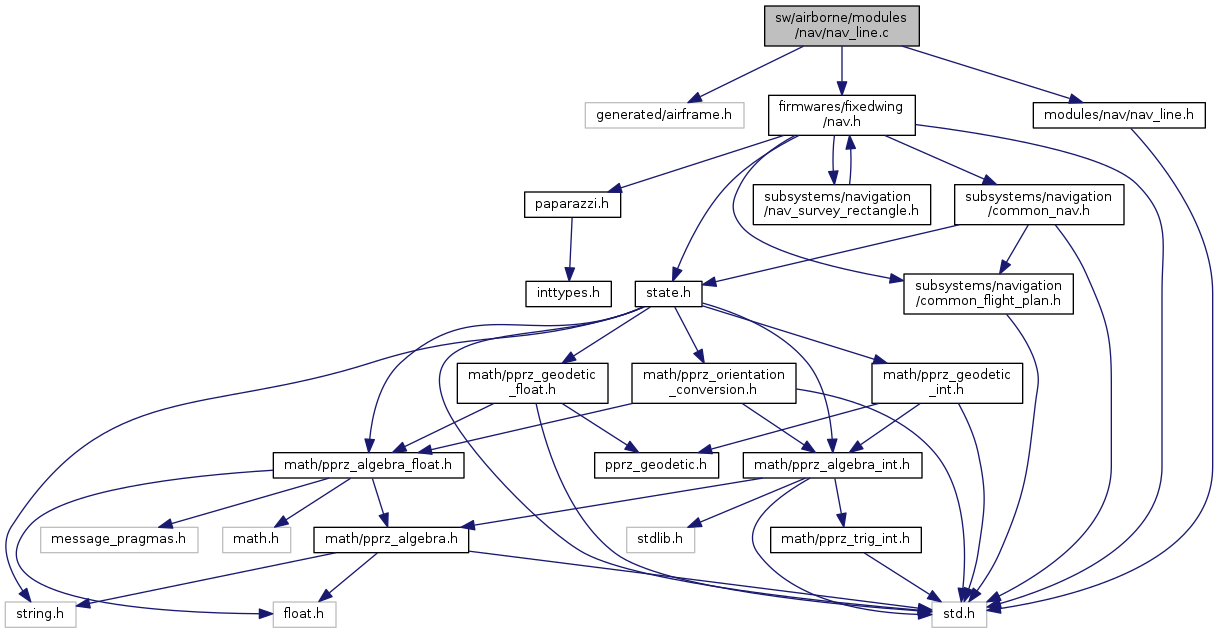 sw/airborne/modules
/nav/nav_line.c
generated/airframe.h
firmwares/fixedwing
/nav.h
modules/nav/nav_line.h
paparazzi.h
subsystems/navigation
/nav_survey_rectangle.h
subsystems/navigation
/common_nav.h
inttypes.h
state.h
subsystems/navigation
/common_flight_plan.h
math/pprz_geodetic
_float.h
math/pprz_orientation
_conversion.h
math/pprz_geodetic
_int.h
math/pprz_algebra_float.h
pprz_geodetic.h
math/pprz_algebra_int.h
message_pragmas.h
math.h
math/pprz_algebra.h
stdlib.h
math/pprz_trig_int.h
string.h
float.h
std.h